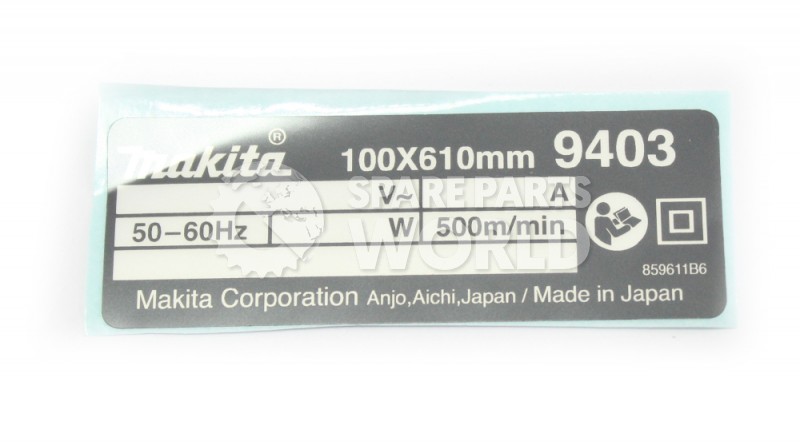 makita® 100X610mm 9403
V~ A
50–60Hz W 500m/min
859611B6
Makita Corporation Anjo,Aichi,Japan / Made in Japan
SPARE PARTS
WORLD